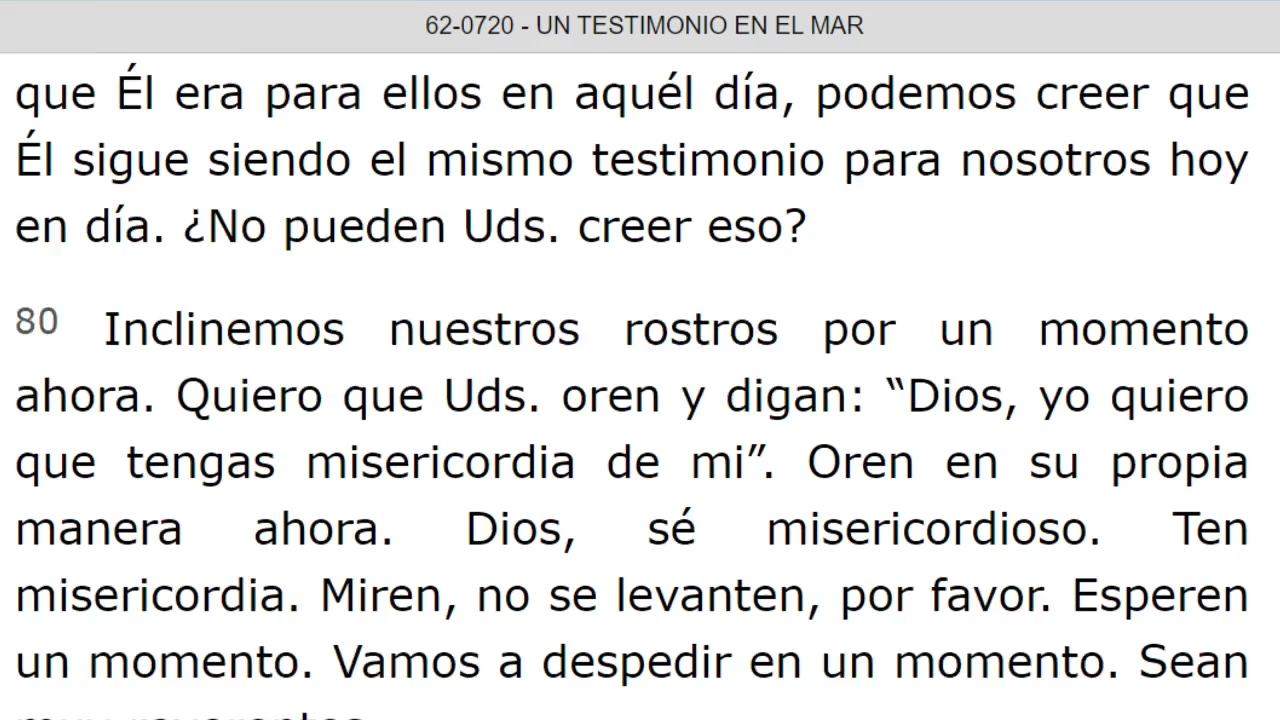 62-0720 - UN TESTIMONIO EN EL MAR
que Él era para ellos en aquél día, podemos creer que
Él sigue siendo el mismo testimonio para nosotros hoy
en día. ¿No pueden Uds. creer eso?
80 Inclinemos nuestros rostros por un momento
ahora. Quiero que Uds. oren y digan: “Dios, yo quiero
que tengas misericordia de mi”. Oren en su propia
manera ahora. Dios, sé misericordioso. Ten
misericordia. Miren, no se levanten, por favor. Esperen
un momento. Vamos a despedir en un momento. Sean